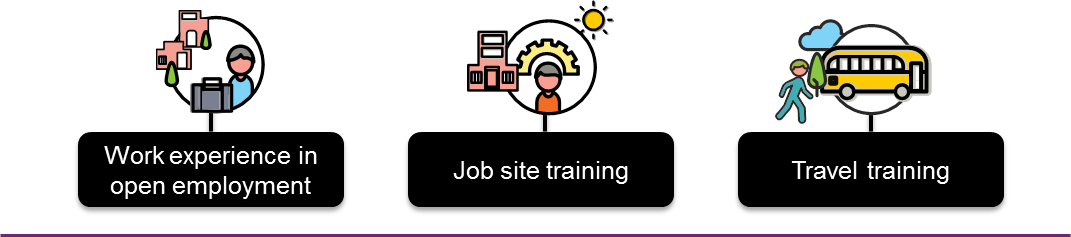 Work experience in
open employment
Job site training
Travel training